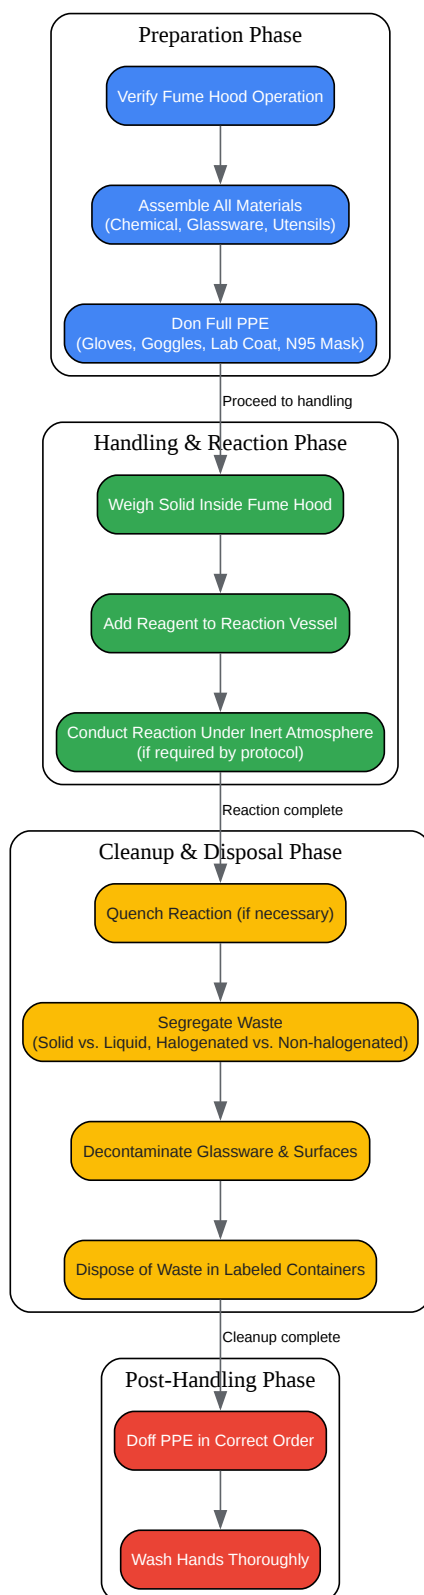 Preparation Phase
Verify Fume Hood Operation
Assemble All Materials
(Chemical, Glassware, Utensils)
Don Full PPE
(Gloves, Goggles, Lab Coat, N95 Mask)
Proceed to handling
Handling & Reaction Phase
Weigh Solid Inside Fume Hood
Add Reagent to Reaction Vessel
Conduct Reaction Under Inert Atmosphere
(if required by protocol)
Reaction complete
Cleanup & Disposal Phase
Quench Reaction (if necessary)
Segregate Waste
(Solid vs. Liquid, Halogenated vs. Non-halogenated)
Decontaminate Glassware & Surfaces
Dispose of Waste in Labeled Containers
Cleanup complete
Post-Handling Phase
Doff PPE in Correct Order
Wash Hands Thoroughly